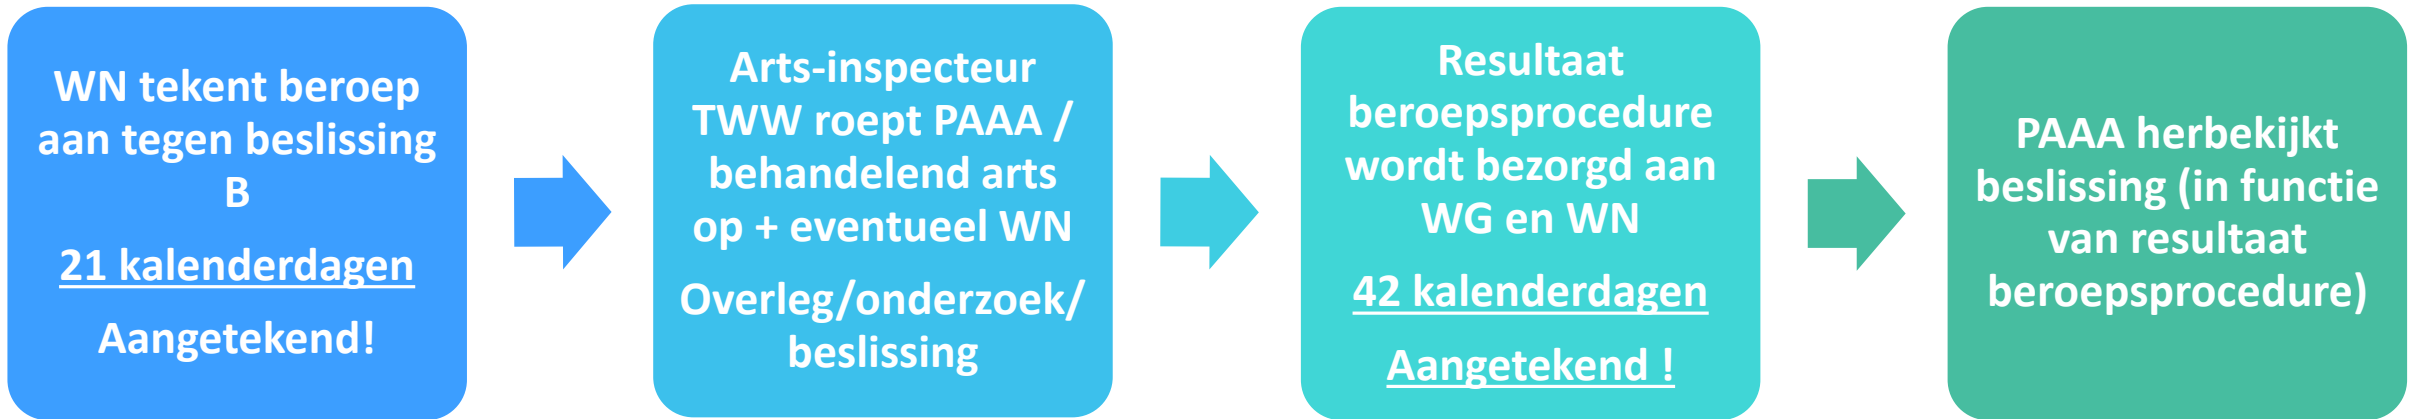 WN tekent beroep
aan tegen beslissing
B
21 kalenderdagen
Aangetekend!
Arts-inspecteur
TWW roept PAAA /
behandelend arts
op + eventueel WN
Overleg/onderzoek/
beslissing
Resultaat
beroepsprocedure
wordt bezorgd aan
WG en WN
42 kalenderdagen
Aangetekend !
PAAA herbekijkt
beslissing (in functie
van resultaat
beroepsprocedure)